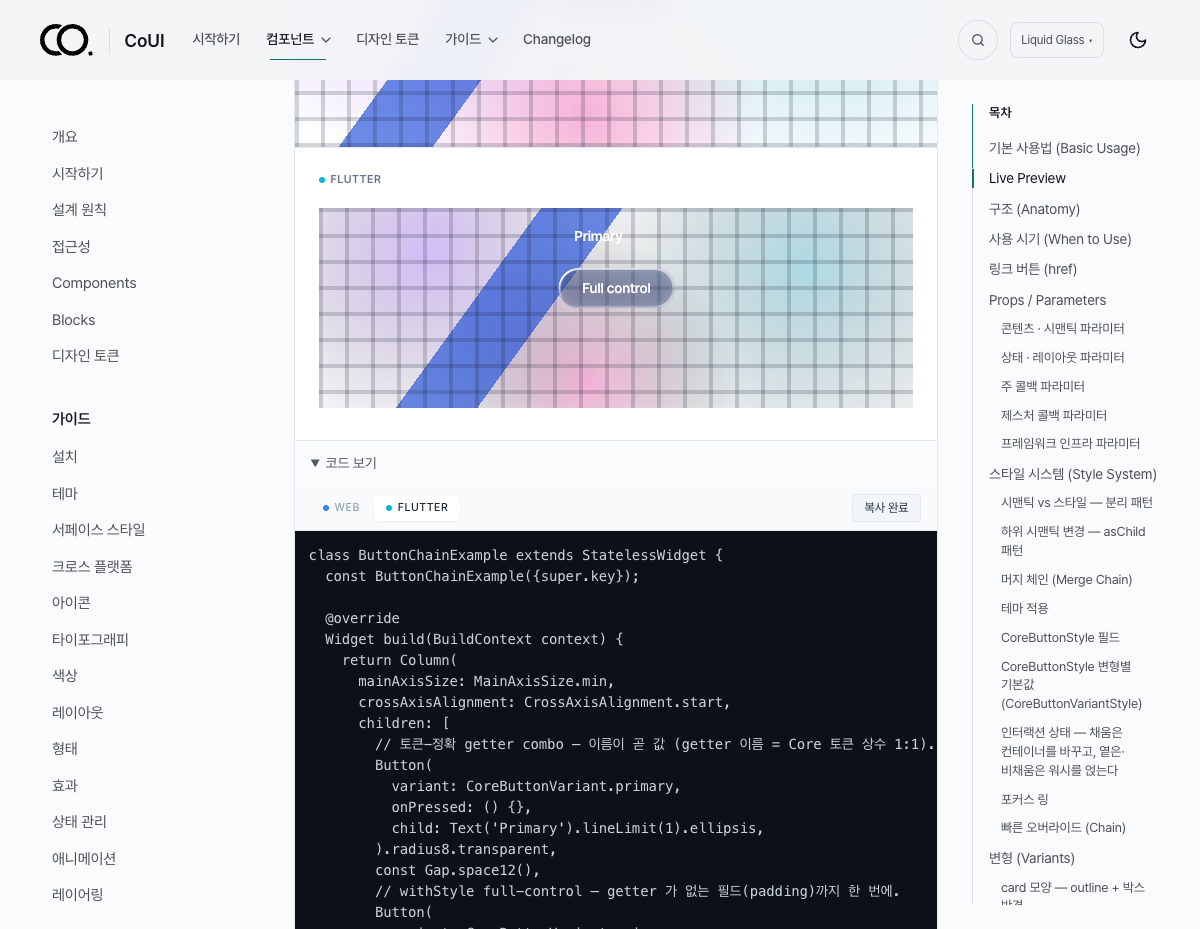 CO.
CoUI
시작하기
컴포넌트
디자인 토큰
가이드
Changelog
Liquid Glass
개요
시작하기
설계 원칙
접근성
Components
Blocks
디자인 토큰
가이드
설치
테마
서페이스 스타일
크로스 플랫폼
아이콘
타이포그래피
색상
레이아웃
형태
효과
상태 관리
애니메이션
레이어링
FLUTTER
Primary
Full control
▼ 코드 보기
WEB
FLUTTER
복사 완료
class ButtonChainExample extends StatelessWidget {
  const ButtonChainExample({super.key});
  @override
  Widget build(BuildContext context) {
    return Column(
      mainAxisSize: MainAxisSize.min,
      crossAxisAlignment: CrossAxisAlignment.start,
      children: [
        // 토큰-정확 getter combo — 이름이 곧 값 (getter 이름 = Core 토큰 상수 1:1).
        Button(
          variant: CoreButtonVariant.primary,
          onPressed: () {},
          child: Text('Primary').lineLimit(1).ellipsis,
        ).radius8.transparent,
        const Gap.space12(),
        // withStyle full-control — getter 가 없는 필드(padding)까지 한 번에.
        Button(
목차
기본 사용법 (Basic Usage)
Live Preview
구조 (Anatomy)
사용 시기 (When to Use)
링크 버튼 (href)
Props / Parameters
콘텐츠 · 시맨틱 파라미터
상태 · 레이아웃 파라미터
주 콜백 파라미터
제스처 콜백 파라미터
프레임워크 인프라 파라미터
스타일 시스템 (Style System)
시맨틱 vs 스타일 — 분리 패턴
하위 시맨틱 변경 — asChild
패턴
머지 체인 (Merge Chain)
테마 적용
CoreButtonStyle 필드
CoreButtonStyle 변형별
기본값
(CoreButtonVariantStyle)
인터랙션 상태 — 채움은
컨테이너를 바꾸고, 옅은·
비채움은 워시를 얹는다
포커스 링
빠른 오버라이드 (Chain)
변형 (Variants)
card 모양 — outline + 박스